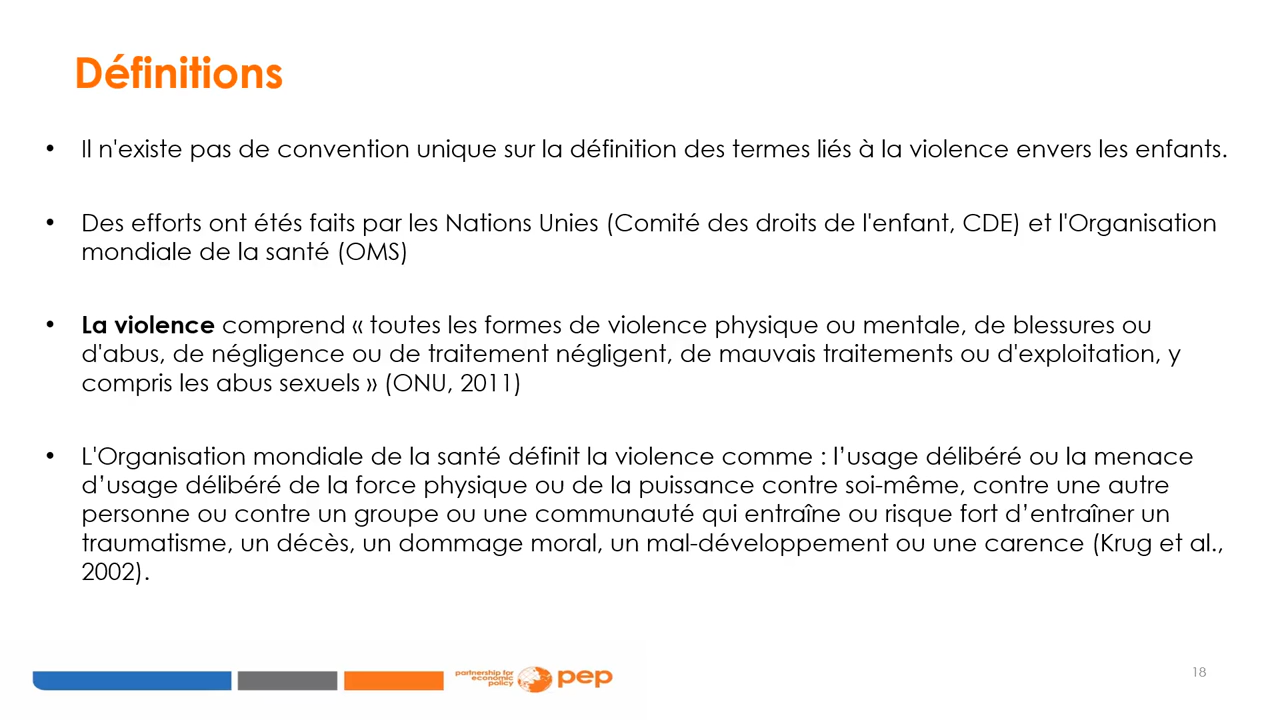 Définitions
• Il n'existe pas de convention unique sur la définition des termes liés à la violence envers les enfants.
• Des efforts ont étés faits par les Nations Unies (Comité des droits de l'enfant, CDE) et l'Organisation
mondiale de la santé (OMS)
• La violence comprend « toutes les formes de violence physique ou mentale, de blessures ou
d'abus, de négligence ou de traitement négligent, de mauvais traitements ou d'exploitation, y
compris les abus sexuels » (ONU, 2011)
• L'Organisation mondiale de la santé définit la violence comme : l’usage délibéré ou la menace
d’usage délibéré de la force physique ou de la puissance contre soi-même, contre une autre
personne ou contre un groupe ou une communauté qui entraîne ou risque fort d’entraîner un
traumatisme, un décès, un dommage moral, un mal-développement ou une carence (Krug et al.,
2002).
partnership for
economic
policy
pep
18